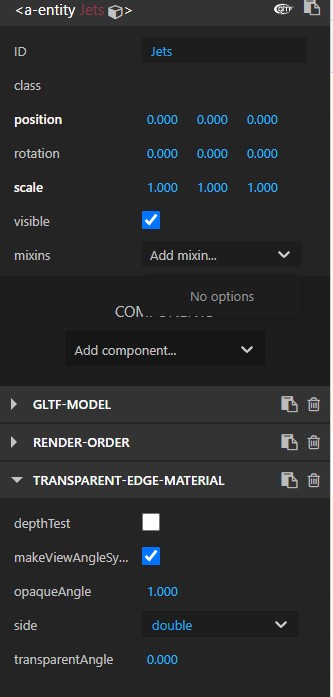 <a-entity Jets >
GLTF
ID Jets
class
position 0.000 0.000 0.000
rotation 0.000 0.000 0.000
scale 1.000 1.000 1.000
visible
mixins Add mixin...
No options
Add component...
GLTF-MODEL
RENDER-ORDER
TRANSPARENT-EDGE-MATERIAL
depthTest
makeViewAngleSy...
opaqueAngle 1.000
side double
transparentAngle 0.000